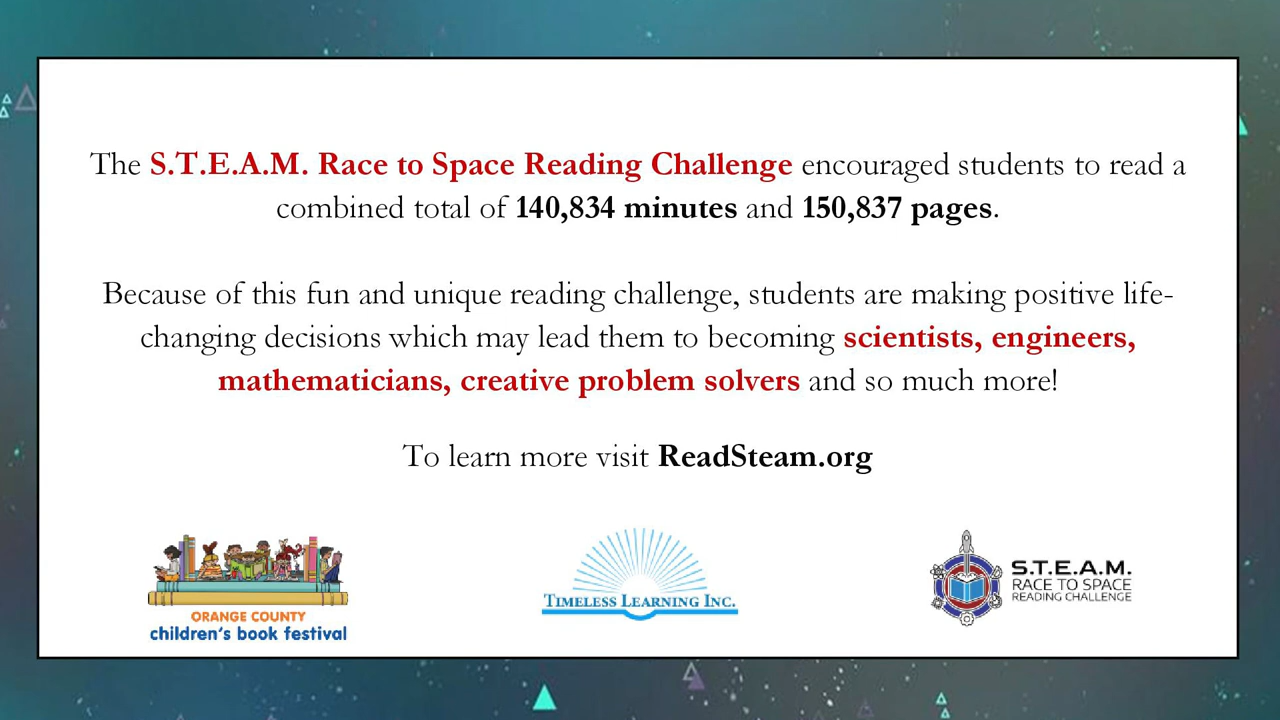 The S.T.E.A.M. Race to Space Reading Challenge encouraged students to read a
combined total of 140,834 minutes and 150,837 pages.
Because of this fun and unique reading challenge, students are making positive life-
changing decisions which may lead them to becoming scientists, engineers,
mathematicians, creative problem solvers and so much more!
To learn more visit ReadSteam.org
ORANGE COUNTY
children's book festival
TIMELESS LEARNING INC.
S.T.E.A.M.
RACE TO SPACE
READING CHALLENGE